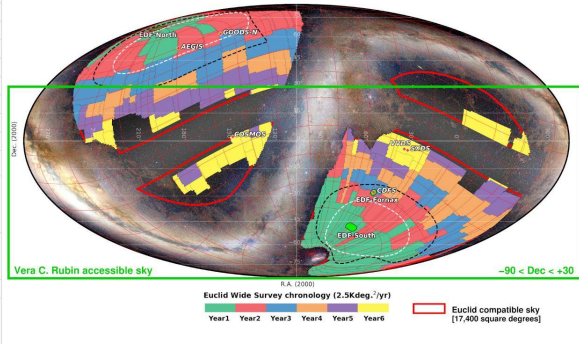 EDF-North
GOODS-N
AEGIS
COSMOS
VVDS
SXDS
CDFS
EDF-Fornax
EDF-South
Dec. (2000)
Vera C. Rubin accessible sky
−90 < Dec < +30
R.A. (2000)
Euclid Wide Survey chronology (2.5Kdeg.²/yr)
Year1 Year2 Year3 Year4 Year5 Year6
Euclid compatible sky
[17,400 square degrees]